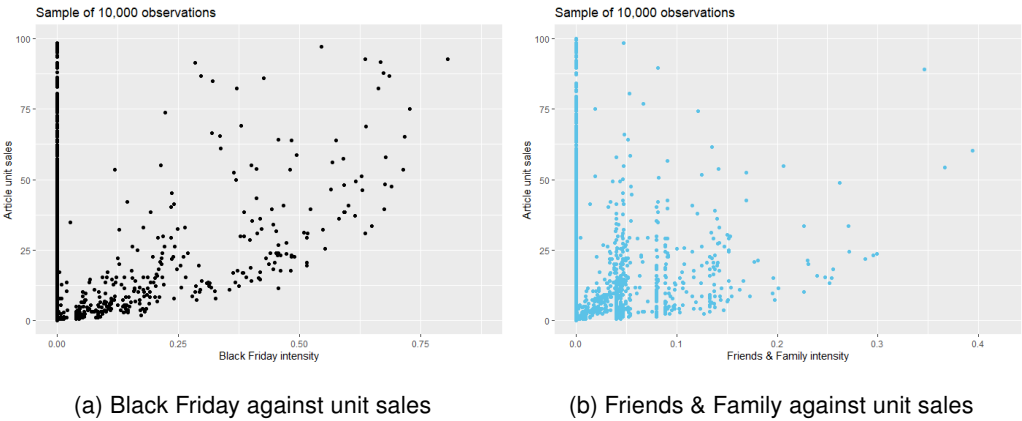 Sample of 10,000 observations
100
75
50
25
0
Article unit sales
0.00
0.25
0.50
0.75
Black Friday intensity
(a) Black Friday against unit sales
Sample of 10,000 observations
100
75
50
25
0
Article unit sales
0.0
0.1
0.2
0.3
0.4
Friends & Family intensity
(b) Friends & Family against unit sales